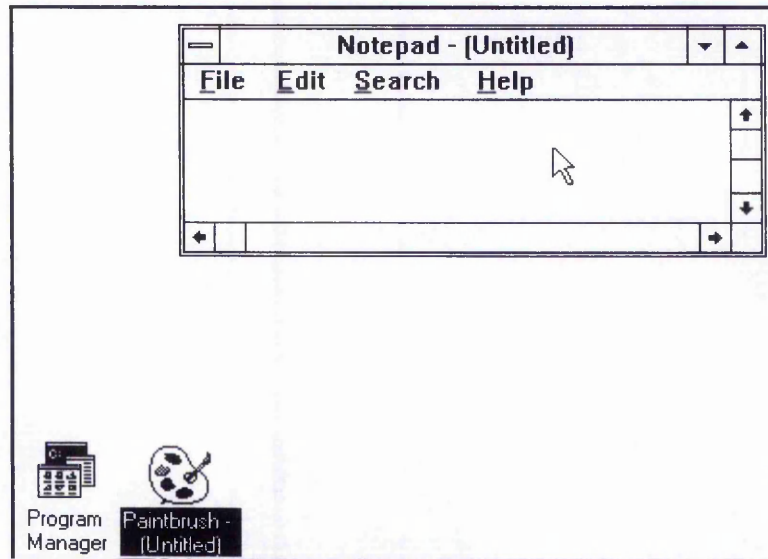 Notepad - (Untitled)
File Edit Search Help
Program
Manager
Paintbrush -
(Untitled)